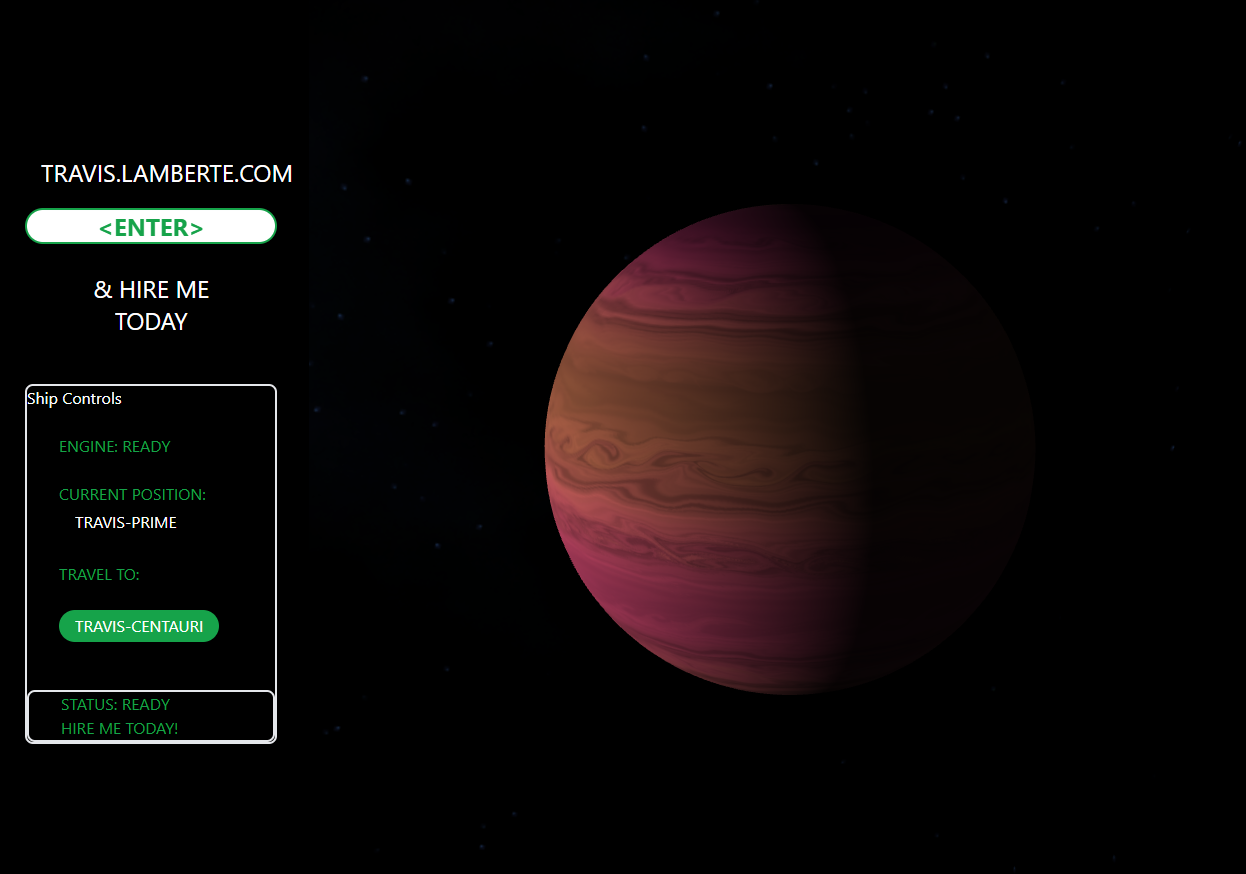 TRAVIS.LAMBERTE.COM
<ENTER>
& HIRE ME
TODAY
Ship Controls
ENGINE: READY
CURRENT POSITION:
TRAVIS-PRIME
TRAVEL TO:
TRAVIS-CENTAURI
STATUS: READY
HIRE ME TODAY!